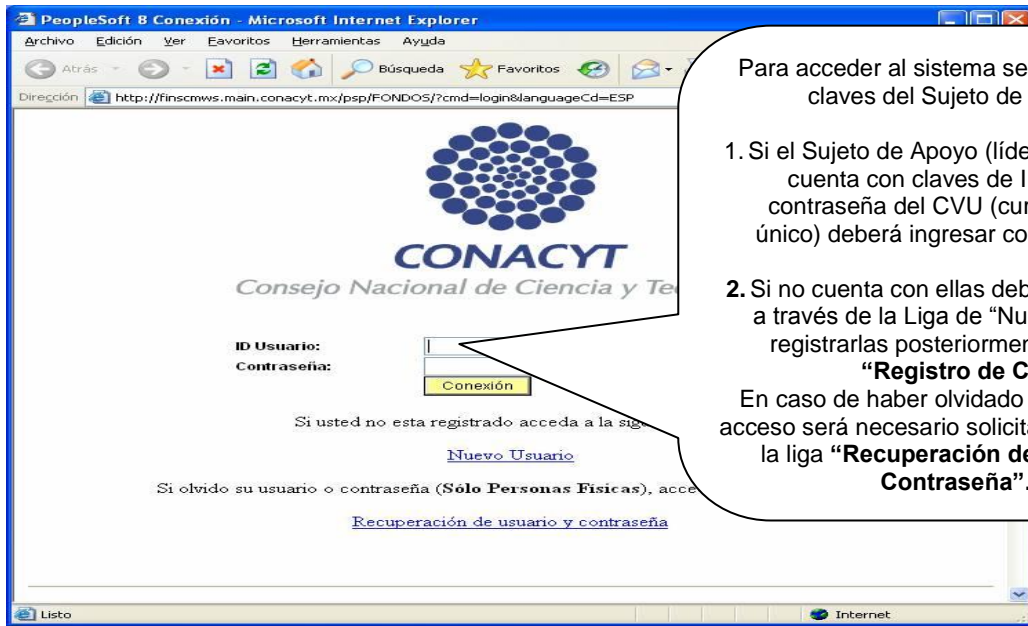 PeopleSoft 8 Conexión - Microsoft Internet Explorer
Archivo Edición Ver Favoritos Herramientas Ayuda
Atrás Búsqueda Favoritos
Dirección http://finscmws.main.conacyt.mx/psp/FONDOS/?cmd=login&languageCd=ESP
CONACYT
Consejo Nacional de Ciencia y Te
ID Usuario:
Contraseña:
Conexión
Si usted no esta registrado acceda a la
Nuevo Usuario
Si olvido su usuario o contraseña (Sólo Personas Fisicas), acce
Recuperación de usuario y contraseña
Listo Internet
Para acceder al sistema se
claves del Sujeto de
1. Si el Sujeto de Apoyo (líde
cuenta con claves de I
contraseña del CVU (cur
único) deberá ingresar co
2. Si no cuenta con ellas deb
a través de la Liga de “Nu
registrarlas posteriormer
“Registro de C
En caso de haber olvidado
acceso será necesario solicita
la liga “Recuperación de
Contraseña”.